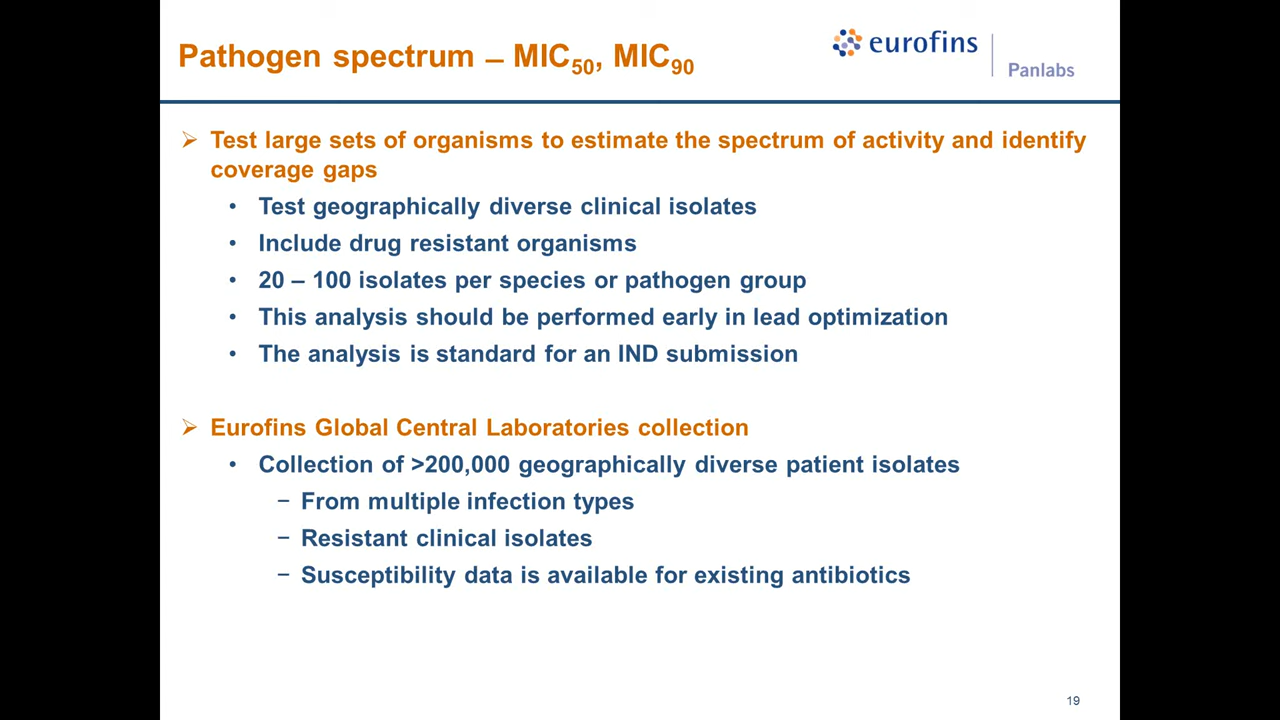 Pathogen spectrum – MIC50, MIC90
eurofins
Panlabs
➢ Test large sets of organisms to estimate the spectrum of activity and identify
coverage gaps
• Test geographically diverse clinical isolates
• Include drug resistant organisms
• 20 – 100 isolates per species or pathogen group
• This analysis should be performed early in lead optimization
• The analysis is standard for an IND submission
➢ Eurofins Global Central Laboratories collection
• Collection of >200,000 geographically diverse patient isolates
− From multiple infection types
− Resistant clinical isolates
− Susceptibility data is available for existing antibiotics
19